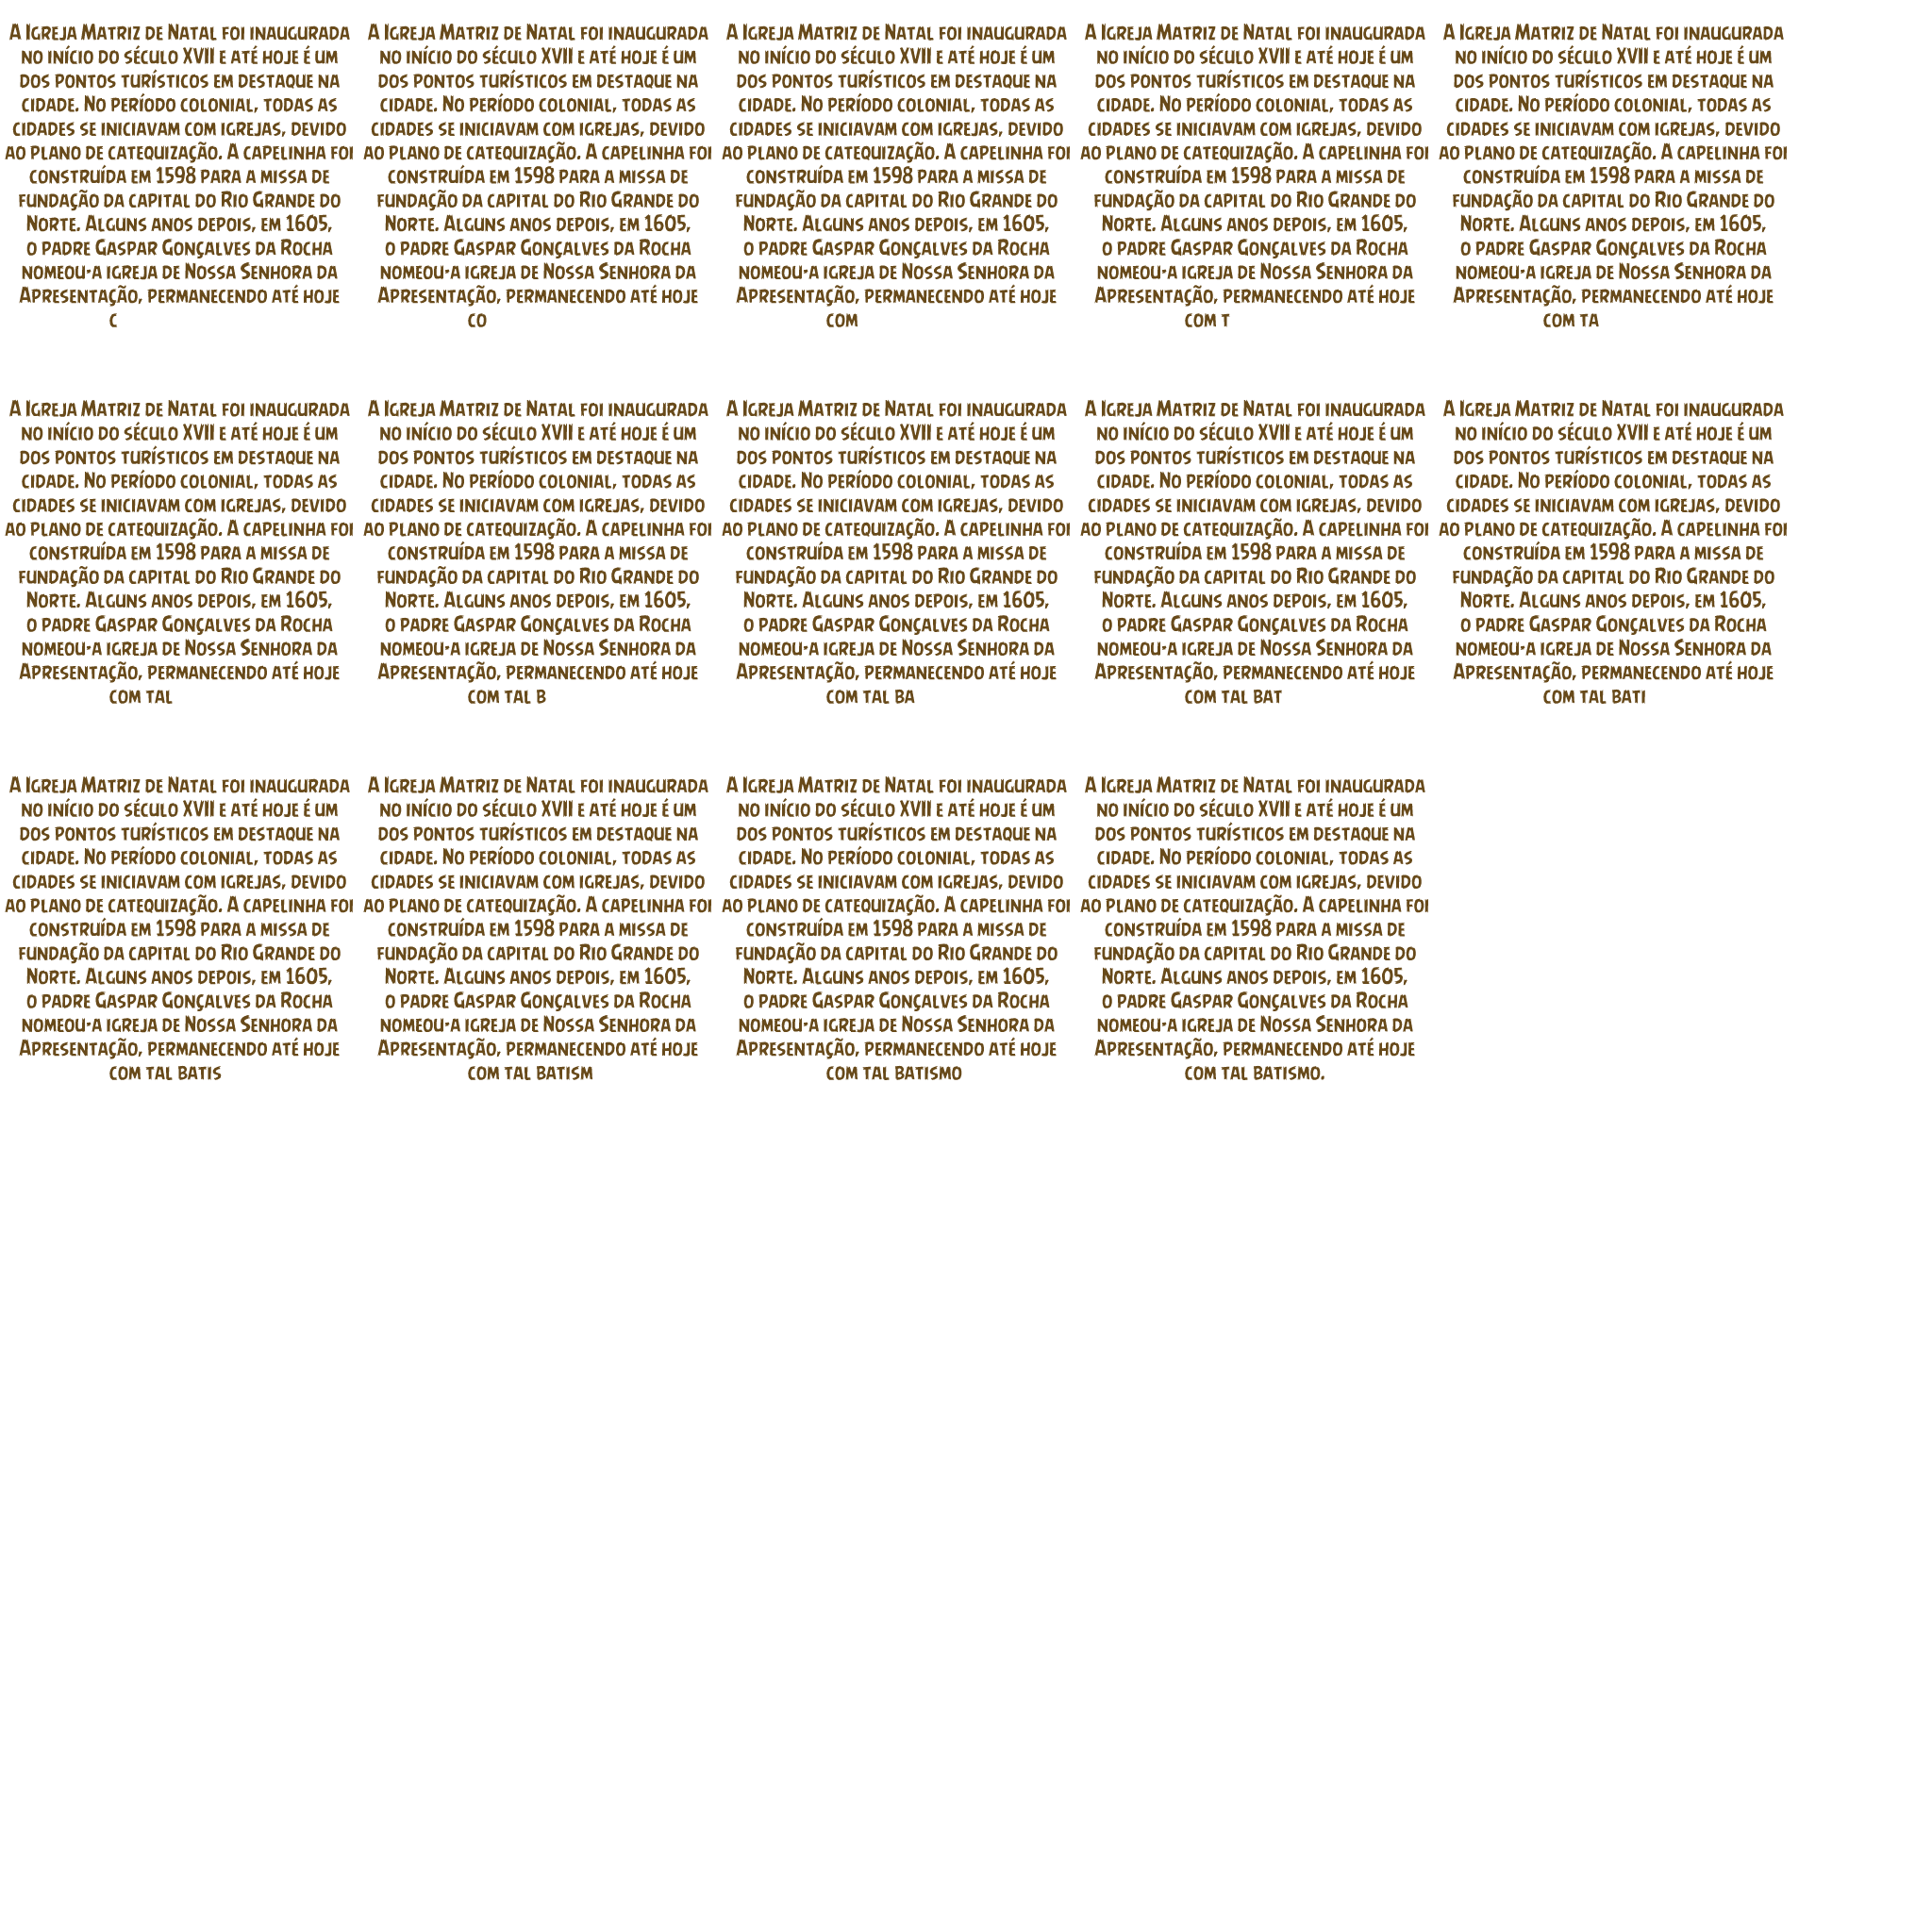 A Igreja Matriz de Natal foi inaugurada
no início do século XVII e até hoje é um
dos pontos turísticos em destaque na
cidade. No período colonial, todas as
cidades se iniciavam com igrejas, devido
ao plano de catequização. A capelinha foi
construída em 1598 para a missa de
fundação da capital do Rio Grande do
Norte. Alguns anos depois, em 1605,
o padre Gaspar Gonçalves da Rocha
nomeou-a igreja de Nossa Senhora da
Apresentação, permanecendo até hoje
c
A Igreja Matriz de Natal foi inaugurada
no início do século XVII e até hoje é um
dos pontos turísticos em destaque na
cidade. No período colonial, todas as
cidades se iniciavam com igrejas, devido
ao plano de catequização. A capelinha foi
construída em 1598 para a missa de
fundação da capital do Rio Grande do
Norte. Alguns anos depois, em 1605,
o padre Gaspar Gonçalves da Rocha
nomeou-a igreja de Nossa Senhora da
Apresentação, permanecendo até hoje
co
A Igreja Matriz de Natal foi inaugurada
no início do século XVII e até hoje é um
dos pontos turísticos em destaque na
cidade. No período colonial, todas as
cidades se iniciavam com igrejas, devido
ao plano de catequização. A capelinha foi
construída em 1598 para a missa de
fundação da capital do Rio Grande do
Norte. Alguns anos depois, em 1605,
o padre Gaspar Gonçalves da Rocha
nomeou-a igreja de Nossa Senhora da
Apresentação, permanecendo até hoje
com
A Igreja Matriz de Natal foi inaugurada
no início do século XVII e até hoje é um
dos pontos turísticos em destaque na
cidade. No período colonial, todas as
cidades se iniciavam com igrejas, devido
ao plano de catequização. A capelinha foi
construída em 1598 para a missa de
fundação da capital do Rio Grande do
Norte. Alguns anos depois, em 1605,
o padre Gaspar Gonçalves da Rocha
nomeou-a igreja de Nossa Senhora da
Apresentação, permanecendo até hoje
com t
A Igreja Matriz de Natal foi inaugurada
no início do século XVII e até hoje é um
dos pontos turísticos em destaque na
cidade. No período colonial, todas as
cidades se iniciavam com igrejas, devido
ao plano de catequização. A capelinha foi
construída em 1598 para a missa de
fundação da capital do Rio Grande do
Norte. Alguns anos depois, em 1605,
o padre Gaspar Gonçalves da Rocha
nomeou-a igreja de Nossa Senhora da
Apresentação, permanecendo até hoje
com ta
A Igreja Matriz de Natal foi inaugurada
no início do século XVII e até hoje é um
dos pontos turísticos em destaque na
cidade. No período colonial, todas as
cidades se iniciavam com igrejas, devido
ao plano de catequização. A capelinha foi
construída em 1598 para a missa de
fundação da capital do Rio Grande do
Norte. Alguns anos depois, em 1605,
o padre Gaspar Gonçalves da Rocha
nomeou-a igreja de Nossa Senhora da
Apresentação, permanecendo até hoje
com tal
A Igreja Matriz de Natal foi inaugurada
no início do século XVII e até hoje é um
dos pontos turísticos em destaque na
cidade. No período colonial, todas as
cidades se iniciavam com igrejas, devido
ao plano de catequização. A capelinha foi
construída em 1598 para a missa de
fundação da capital do Rio Grande do
Norte. Alguns anos depois, em 1605,
o padre Gaspar Gonçalves da Rocha
nomeou-a igreja de Nossa Senhora da
Apresentação, permanecendo até hoje
com tal b
A Igreja Matriz de Natal foi inaugurada
no início do século XVII e até hoje é um
dos pontos turísticos em destaque na
cidade. No período colonial, todas as
cidades se iniciavam com igrejas, devido
ao plano de catequização. A capelinha foi
construída em 1598 para a missa de
fundação da capital do Rio Grande do
Norte. Alguns anos depois, em 1605,
o padre Gaspar Gonçalves da Rocha
nomeou-a igreja de Nossa Senhora da
Apresentação, permanecendo até hoje
com tal ba
A Igreja Matriz de Natal foi inaugurada
no início do século XVII e até hoje é um
dos pontos turísticos em destaque na
cidade. No período colonial, todas as
cidades se iniciavam com igrejas, devido
ao plano de catequização. A capelinha foi
construída em 1598 para a missa de
fundação da capital do Rio Grande do
Norte. Alguns anos depois, em 1605,
o padre Gaspar Gonçalves da Rocha
nomeou-a igreja de Nossa Senhora da
Apresentação, permanecendo até hoje
com tal bat
A Igreja Matriz de Natal foi inaugurada
no início do século XVII e até hoje é um
dos pontos turísticos em destaque na
cidade. No período colonial, todas as
cidades se iniciavam com igrejas, devido
ao plano de catequização. A capelinha foi
construída em 1598 para a missa de
fundação da capital do Rio Grande do
Norte. Alguns anos depois, em 1605,
o padre Gaspar Gonçalves da Rocha
nomeou-a igreja de Nossa Senhora da
Apresentação, permanecendo até hoje
com tal bati
A Igreja Matriz de Natal foi inaugurada
no início do século XVII e até hoje é um
dos pontos turísticos em destaque na
cidade. No período colonial, todas as
cidades se iniciavam com igrejas, devido
ao plano de catequização. A capelinha foi
construída em 1598 para a missa de
fundação da capital do Rio Grande do
Norte. Alguns anos depois, em 1605,
o padre Gaspar Gonçalves da Rocha
nomeou-a igreja de Nossa Senhora da
Apresentação, permanecendo até hoje
com tal batis
A Igreja Matriz de Natal foi inaugurada
no início do século XVII e até hoje é um
dos pontos turísticos em destaque na
cidade. No período colonial, todas as
cidades se iniciavam com igrejas, devido
ao plano de catequização. A capelinha foi
construída em 1598 para a missa de
fundação da capital do Rio Grande do
Norte. Alguns anos depois, em 1605,
o padre Gaspar Gonçalves da Rocha
nomeou-a igreja de Nossa Senhora da
Apresentação, permanecendo até hoje
com tal batism
A Igreja Matriz de Natal foi inaugurada
no início do século XVII e até hoje é um
dos pontos turísticos em destaque na
cidade. No período colonial, todas as
cidades se iniciavam com igrejas, devido
ao plano de catequização. A capelinha foi
construída em 1598 para a missa de
fundação da capital do Rio Grande do
Norte. Alguns anos depois, em 1605,
o padre Gaspar Gonçalves da Rocha
nomeou-a igreja de Nossa Senhora da
Apresentação, permanecendo até hoje
com tal batismo
A Igreja Matriz de Natal foi inaugurada
no início do século XVII e até hoje é um
dos pontos turísticos em destaque na
cidade. No período colonial, todas as
cidades se iniciavam com igrejas, devido
ao plano de catequização. A capelinha foi
construída em 1598 para a missa de
fundação da capital do Rio Grande do
Norte. Alguns anos depois, em 1605,
o padre Gaspar Gonçalves da Rocha
nomeou-a igreja de Nossa Senhora da
Apresentação, permanecendo até hoje
com tal batismo.